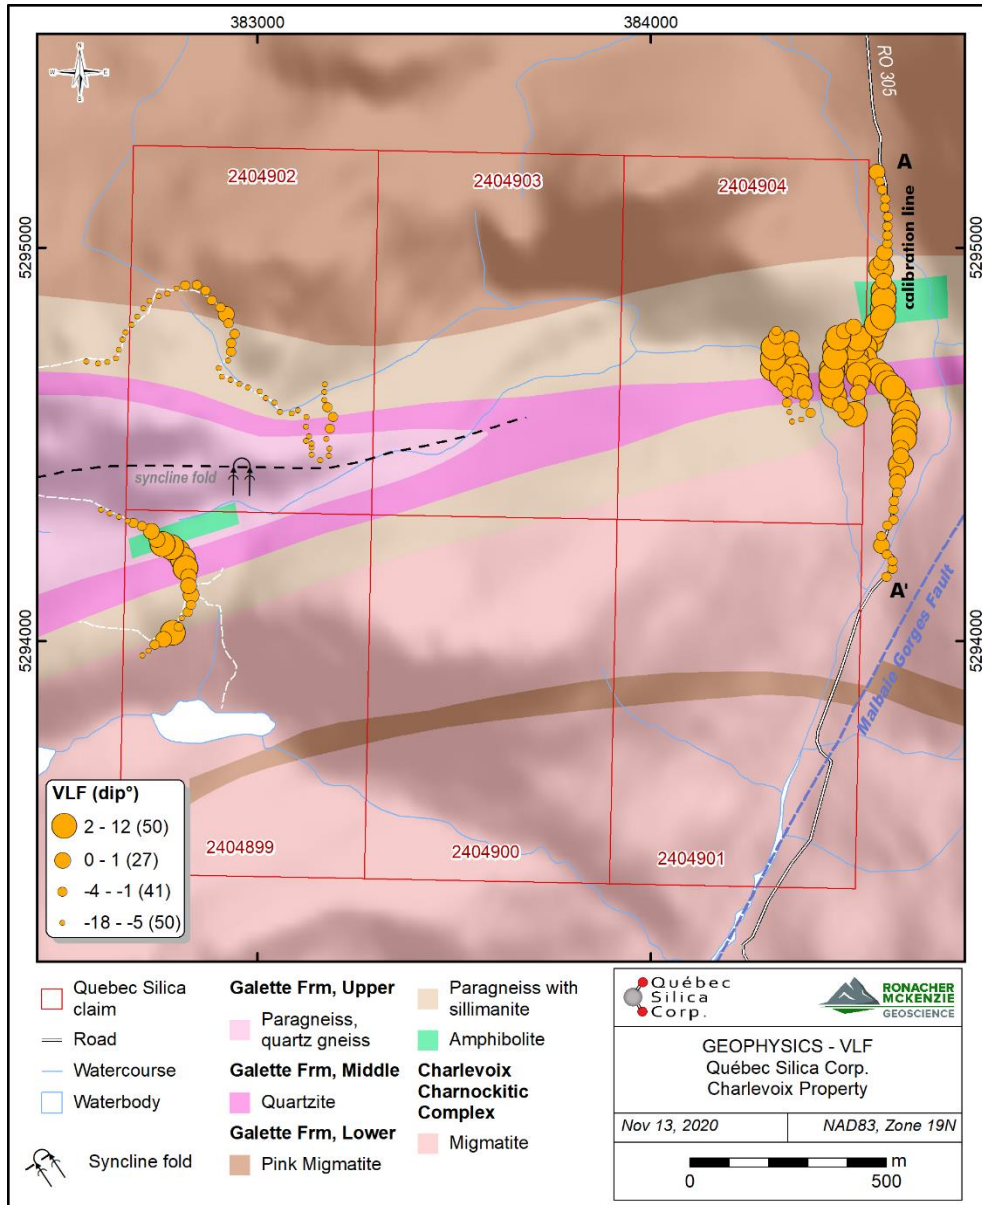 383000
384000
N
W
E
S
RO 305
A
2404902
2404903
2404904
calibration line
5295000
5295000
syncline fold
A'
5294000
5294000
Malbaie Gorges Fault
VLF (dip°)
2 - 12 (50)
0 - 1 (27)
-4 - -1 (41)
-18 - -5 (50)
2404899
2404900
2404901
Quebec Silica
claim
Road
Watercourse
Waterbody
Syncline fold
Galette Frm, Upper
Paragneiss,
quartz gneiss
Galette Frm, Middle
Quartzite
Galette Frm, Lower
Pink Migmatite
Paragneiss with
sillimanite
Amphibolite
Charlevoix
Charnockitic
Complex
Migmatite
Québec
Silica
Corp.
RONACHER
MCKENZIE
GEOSCIENCE
GEOPHYSICS - VLF
Québec Silica Corp.
Charlevoix Property
Nov 13, 2020
NAD83, Zone 19N
m
0
500